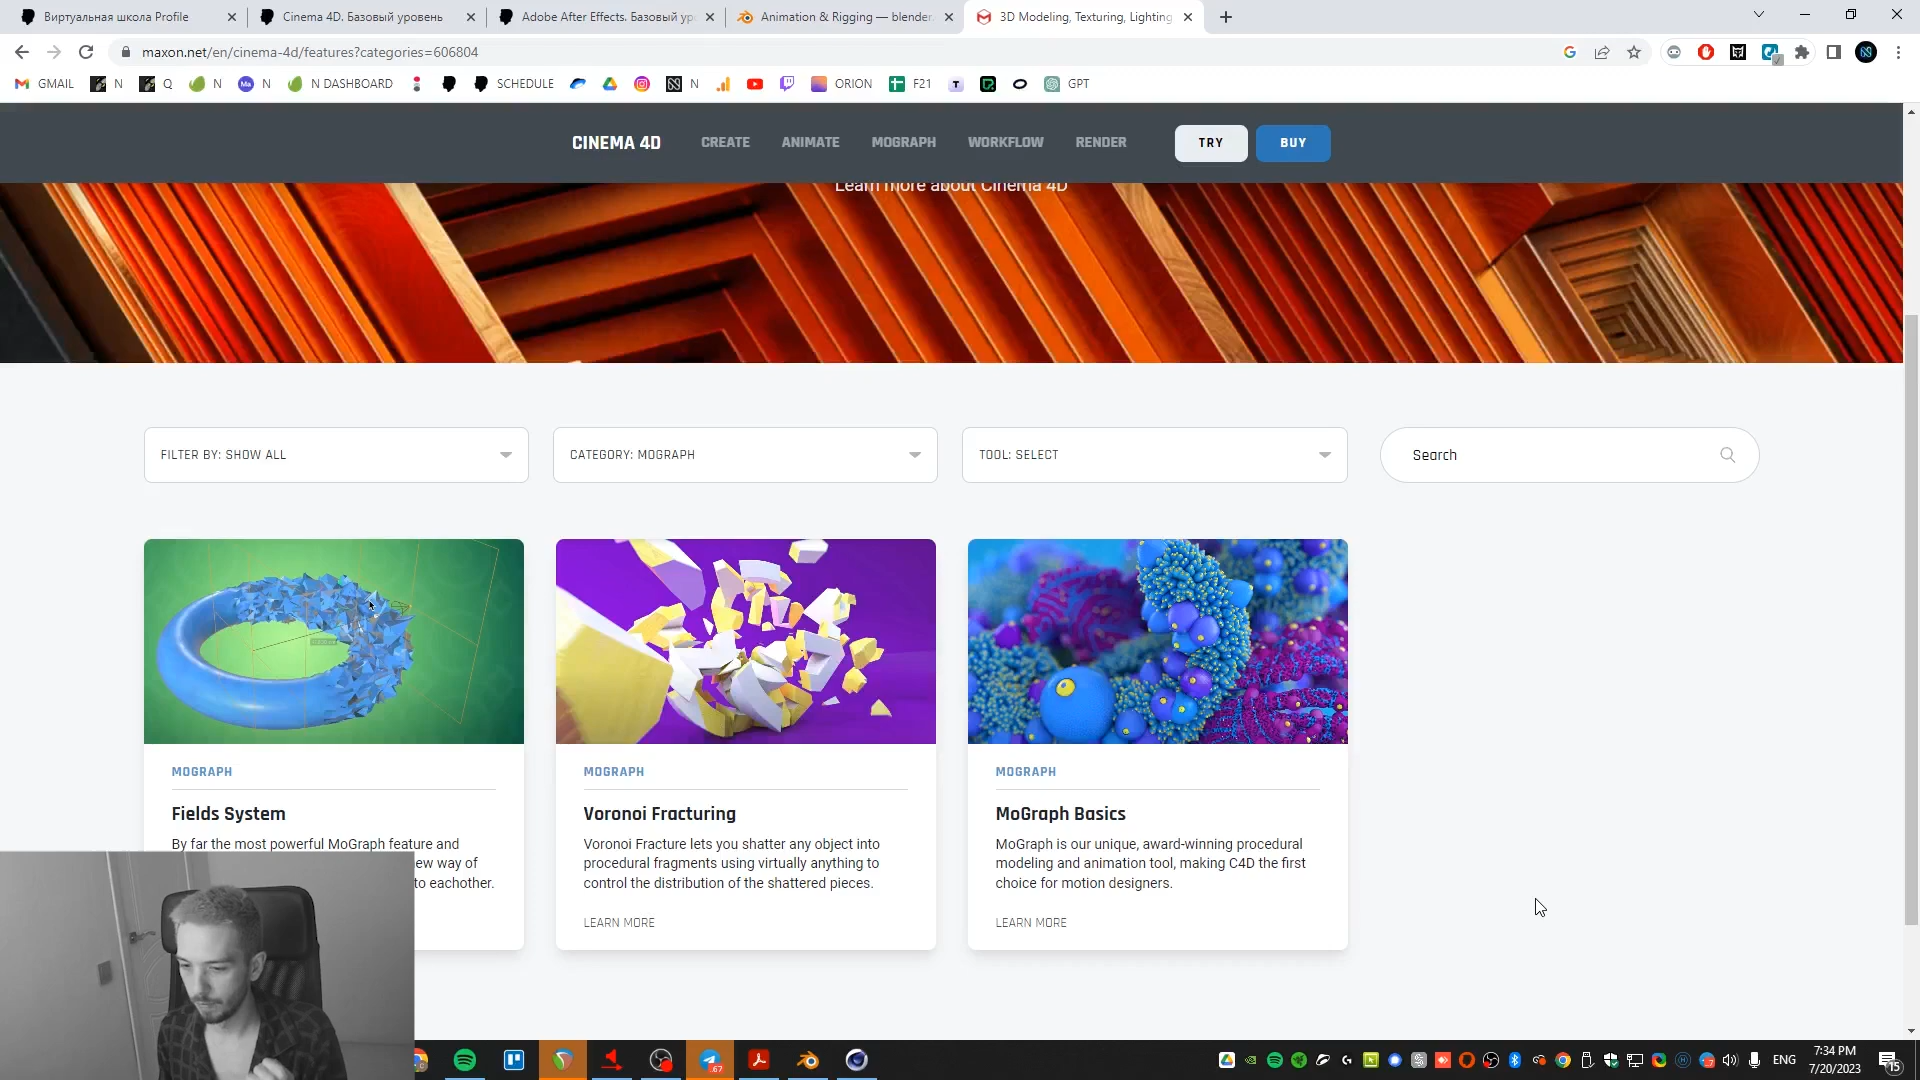 Виртуальная школа Profile
Cinema 4D. Базовый уровень
Adobe After Effects. Базовый ур
Animation & Rigging — blender.
3D Modeling, Texturing, Lighting
maxon.net/en/cinema-4d/features?categories=606804
GMAIL
N
Q
N
N
N DASHBOARD
SCHEDULE
N
ORION
F21
GPT
CINEMA 4D
CREATE
ANIMATE
MOGRAPH
WORKFLOW
RENDER
TRY
BUY
Learn more about Cinema 4D
FILTER BY: SHOW ALL
CATEGORY: MOGRAPH
TOOL: SELECT
Search
MOGRAPH
Fields System
By far the most powerful MoGraph feature and
ew way of
to eachother.
MOGRAPH
Voronoi Fracturing
Voronoi Fracture lets you shatter any object into
procedural fragments using virtually anything to
control the distribution of the shattered pieces.
LEARN MORE
MOGRAPH
MoGraph Basics
MoGraph is our unique, award-winning procedural
modeling and animation tool, making C4D the first
choice for motion designers.
LEARN MORE
67
ENG
7:34 PM
7/20/2023
15